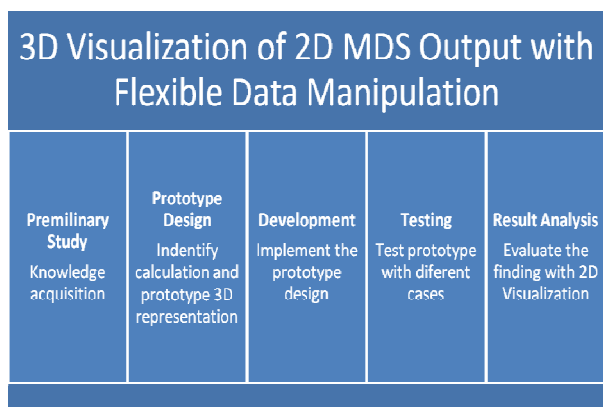 3D Visualization of 2D MDS Output with
Flexible Data Manipulation
Premilinary
Study
Knowledge
acquisition
Prototype
Design
Indentify
calculation and
prototype 3D
representation
Development
Implement the
prototype
design
Testing
Test prototype
with diferent
cases
Result Analysis
Evaluate the
finding with 2D
Visualization